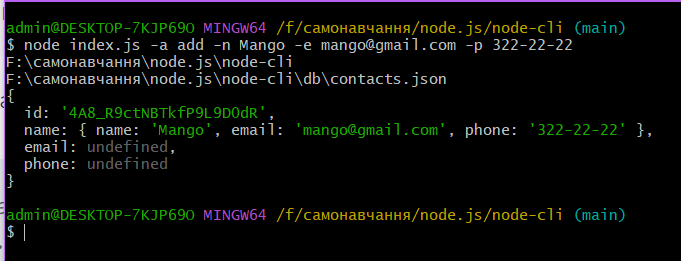 admin@DESKTOP-7KJP69O MINGW64 /f/самонавчання/node.js/node-cli (main)
$ node index.js -a add -n Mango -e mango@gmail.com -p 322-22-22
F:\самонавчання\node.js\node-cli
F:\самонавчання\node.js\node-cli\db\contacts.json
{
  id: '4A8_R9ctNBTkfP9L9DOdR',
  name: { name: 'Mango', email: 'mango@gmail.com', phone: '322-22-22' },
  email: undefined,
  phone: undefined
}
admin@DESKTOP-7KJP69O MINGW64 /f/самонавчання/node.js/node-cli (main)
$